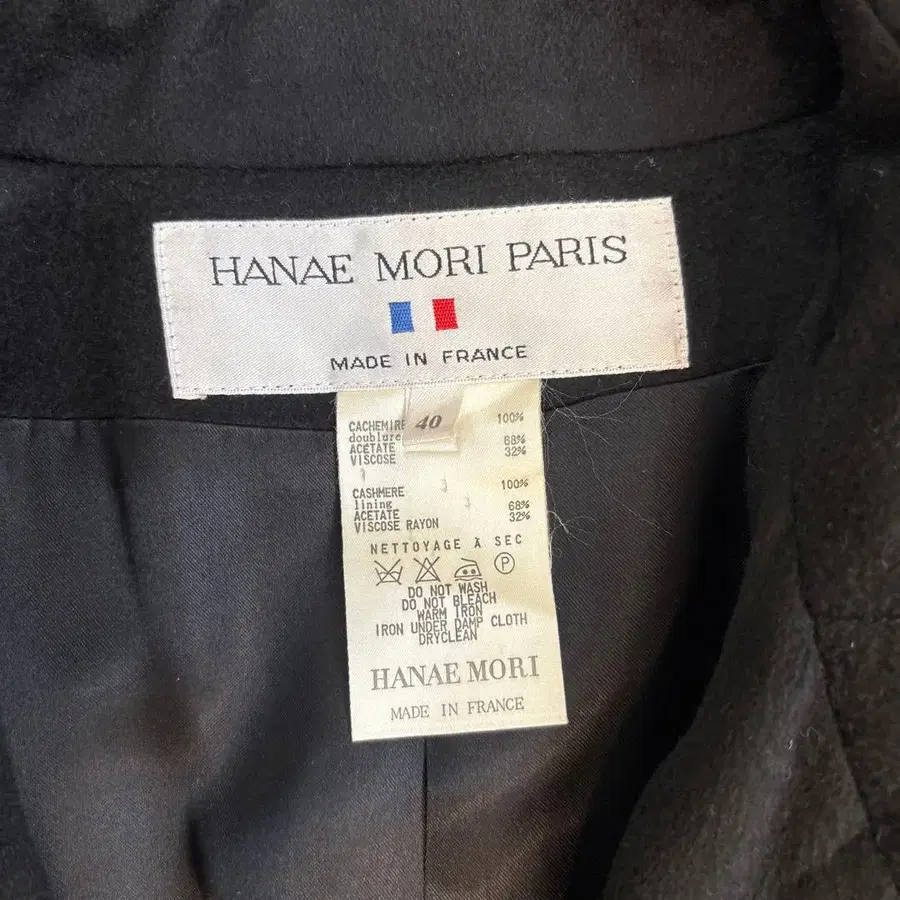 HANAE MORI PARIS
MADE IN FRANCE
40
CACHEMIRE 100%
doublure
ACETATE 68%
VISCOSE 32%
CASHMERE 100%
lining
ACETATE 68%
VISCOSE RAYON 32%
NETTOYAGE A SEC
P
DO NOT WASH
DO NOT BLEACH
WARM IRON
IRON UNDER DAMP CLOTH
DRYCLEAN
HANAE MORI
MADE IN FRANCE